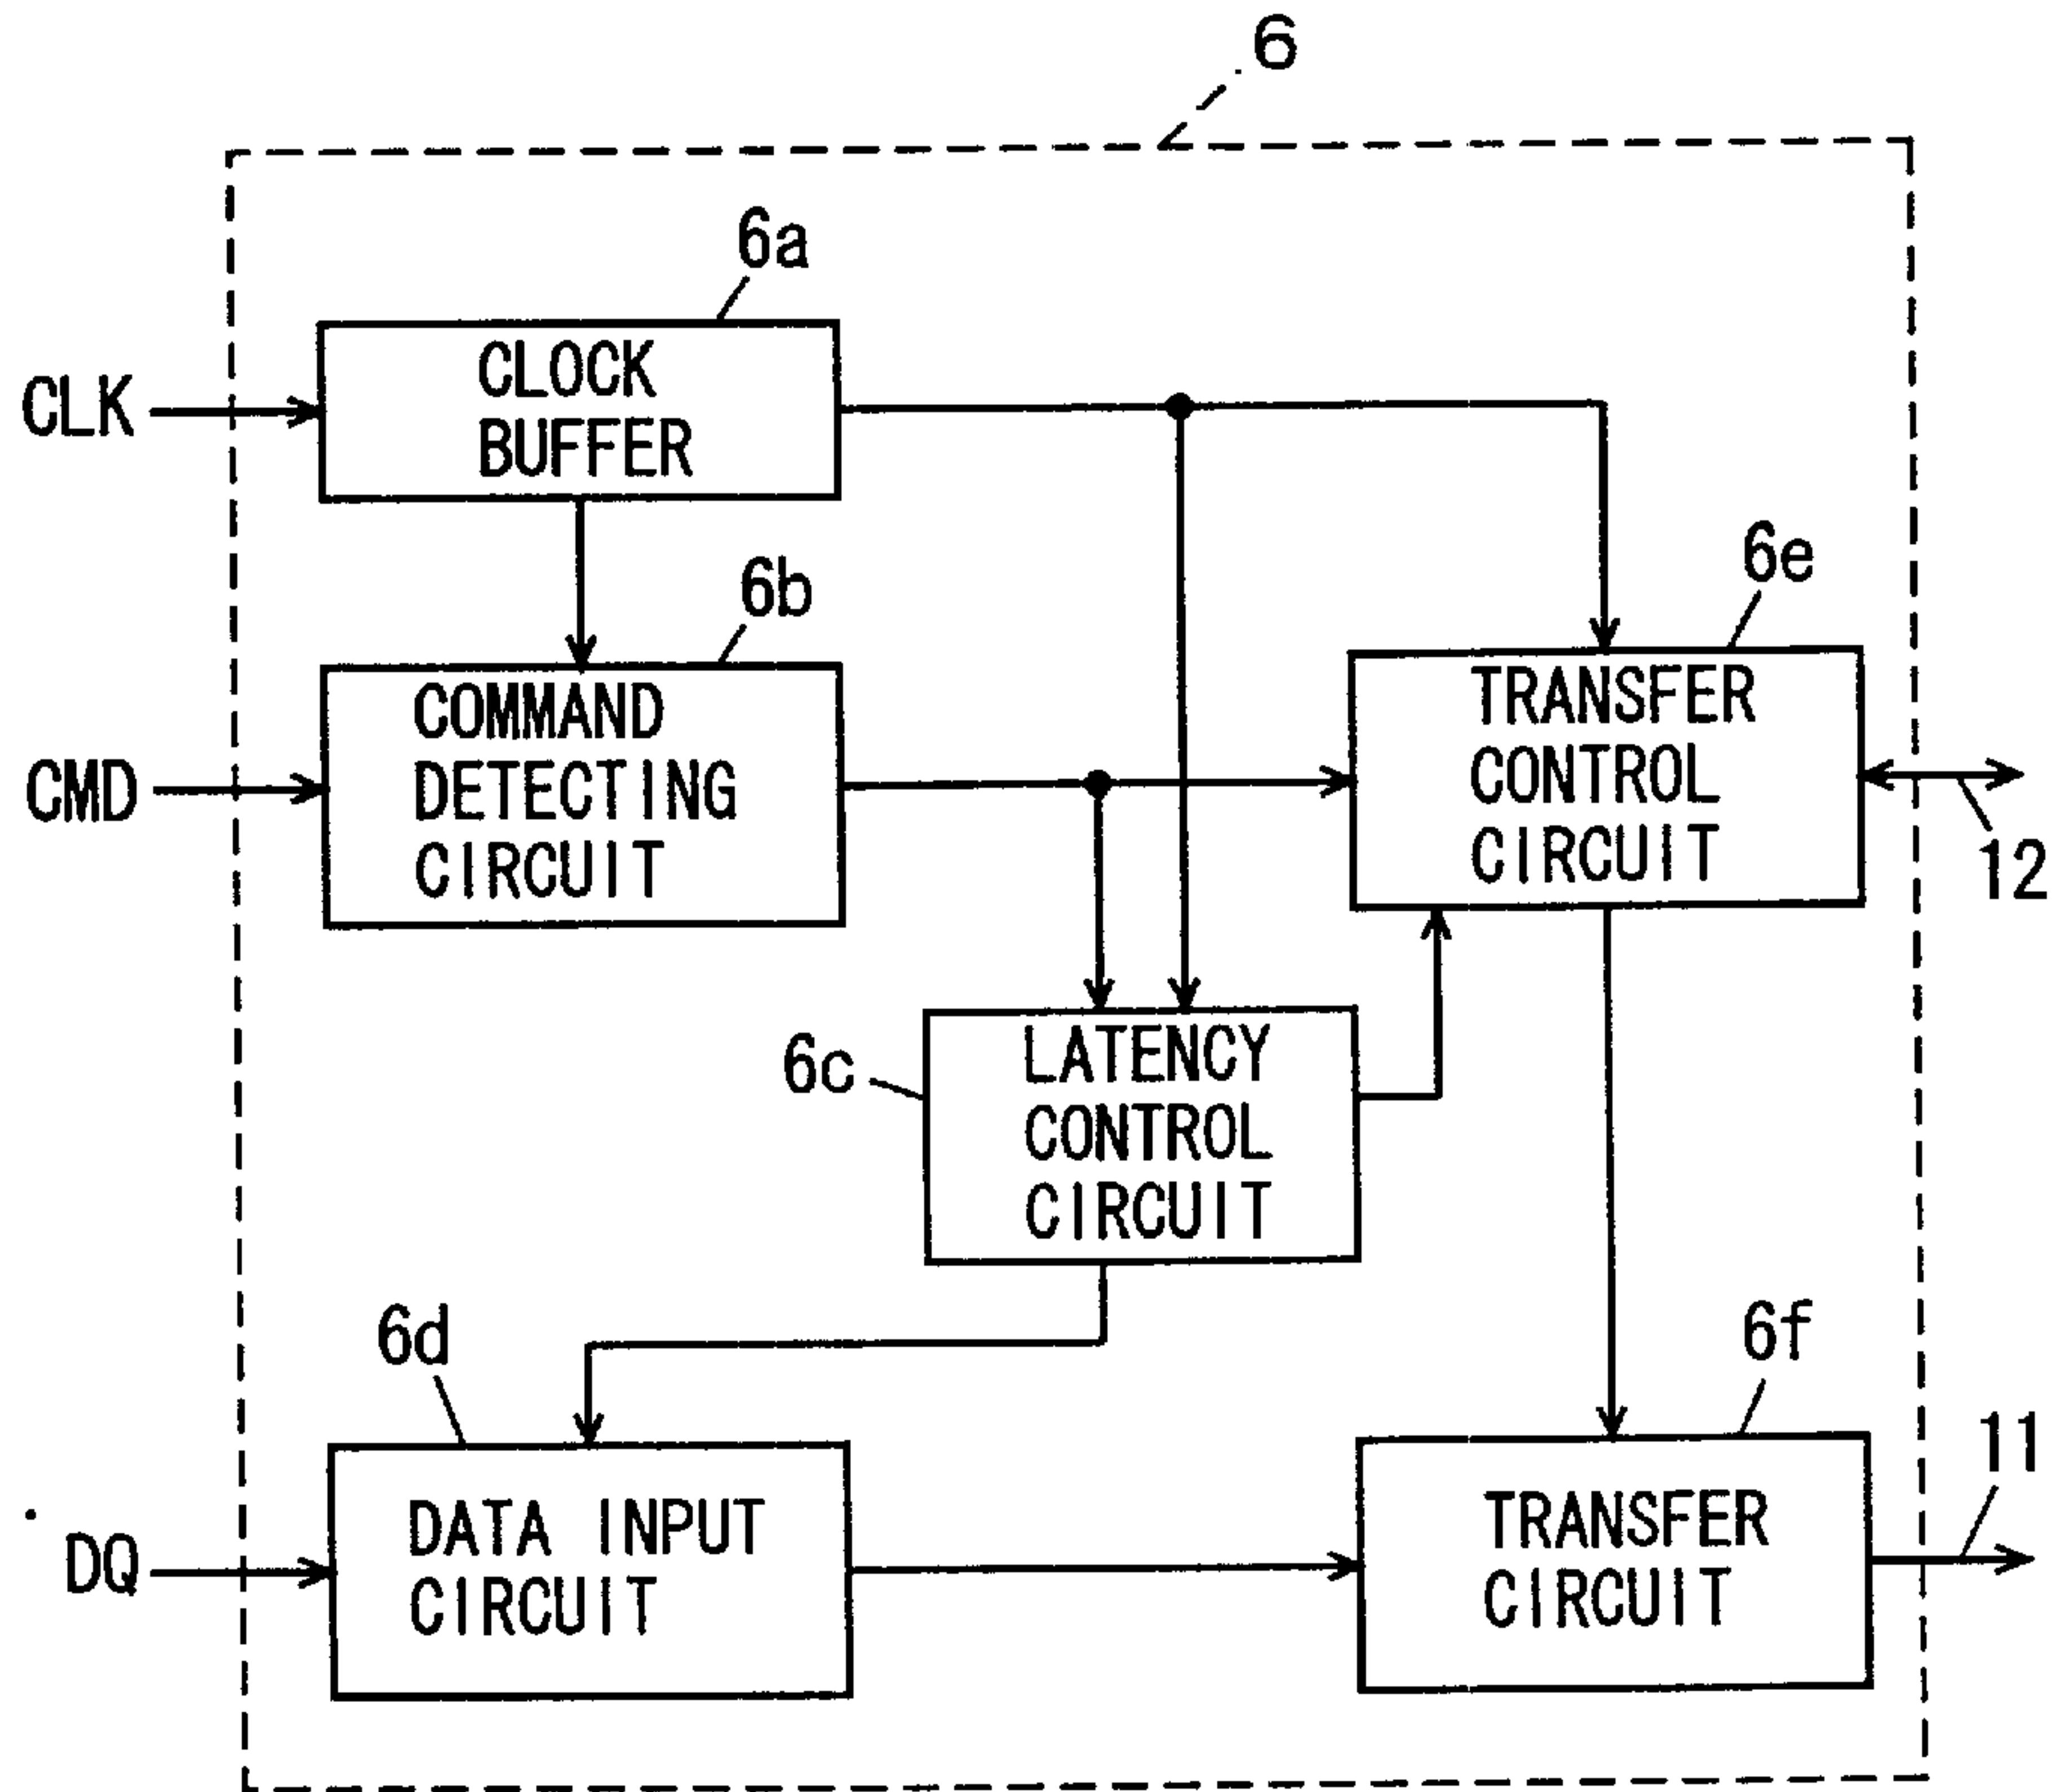 6
6a
CLK
CLOCK
BUFFER
6b
6e
CMD
COMMAND
DETECTING
CIRCUIT
TRANSFER
CONTROL
CIRCUIT
12
6c
LATENCY
CONTROL
CIRCUIT
6d
6f
11
DQ
DATA INPUT
CIRCUIT
TRANSFER
CIRCUIT